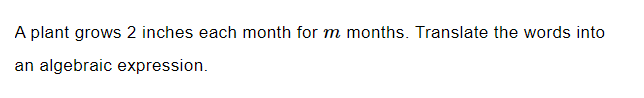 A plant grows 2 inches each month for m months. Translate the words into
an algebraic expression.